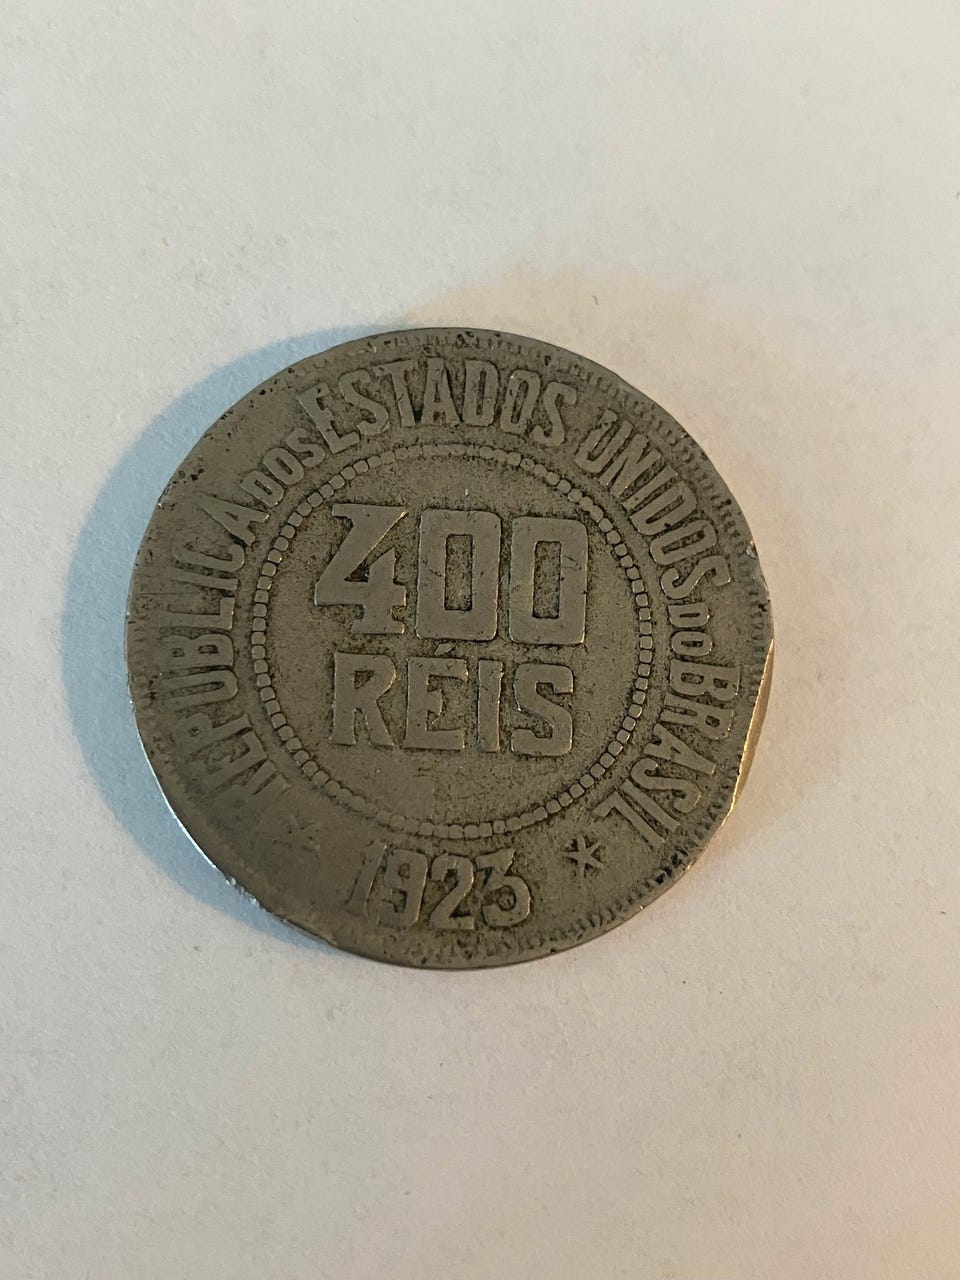 REPUBLICA DOS ESTADOS UNIDOS DO BRASIL
400
RÉIS
* 1923 *